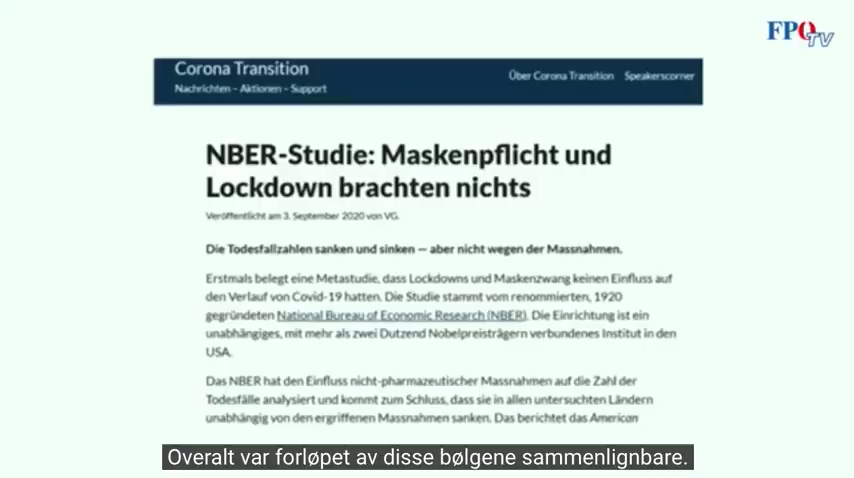 FPÖ TV
Corona Transition
Nachrichten – Aktionen – Support
Über Corona Transition Speakerscorner
NBER-Studie: Maskenpflicht und
Lockdown brachten nichts
Veröffentlicht am 3. September 2020 von VG.
Die Todesfallzahlen sanken und sinken — aber nicht wegen der Massnahmen.
Erstmals belegt eine Metastudie, dass Lockdowns und Maskenzwang keinen Einfluss auf
den Verlauf von Covid-19 hatten. Die Studie stammt vom renommierten, 1920
gegründeten National Bureau of Economic Research (NBER). Die Einrichtung ist ein
unabhängiges, mit mehr als zwei Dutzend Nobelpreisträgern verbundenes Institut in den
USA.
Das NBER hat den Einfluss nicht-pharmazeutischer Massnahmen auf die Zahl der
Todesfälle analysiert und kommt zum Schluss, dass sie in allen untersuchten Ländern
unabhängig von den ergriffenen Massnahmen sanken. Das berichtet das American
Overalt var forløpet av disse bølgene sammenlignbare.